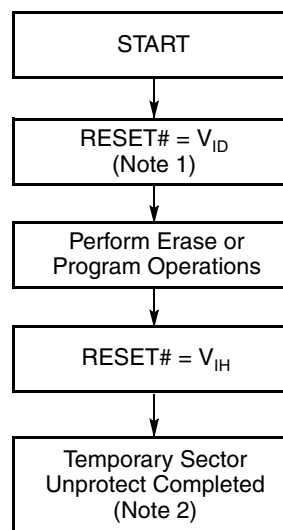 START
RESET# = V_ID
(Note 1)
Perform Erase or
Program Operations
RESET# = V_IH
Temporary Sector
Unprotect Completed
(Note 2)